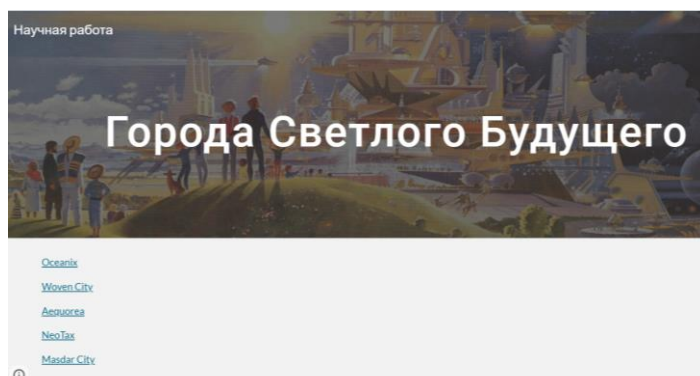 Научная работа
Города Светлого Будущего
Oceanix
Woven City
Aequorea
NeoTax
Masdar City